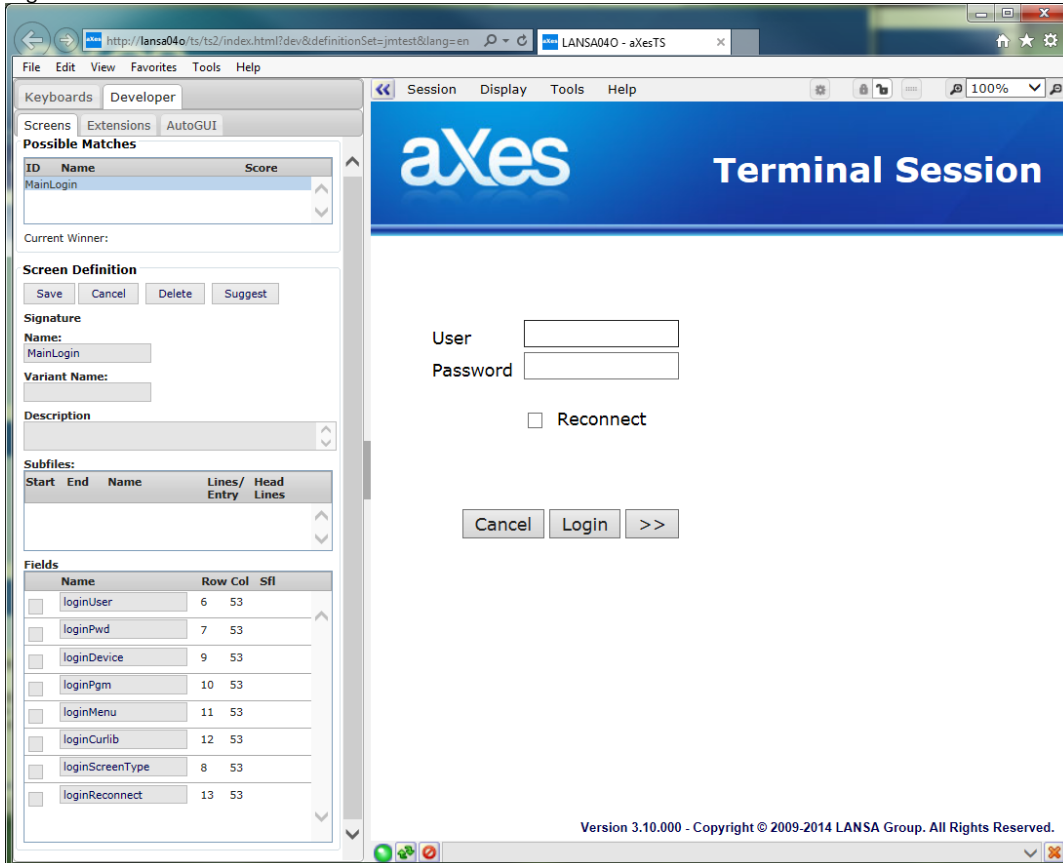 http://lansa04o/ts/ts2/index.html?dev&definitionSet=jmtest&lang=en
LANSA04O - aXesTS
File Edit View Favorites Tools Help
Keyboards Developer
Session Display Tools Help
100%
Screens Extensions AutoGUI
Possible Matches
ID Name Score
MainLogin
Current Winner:
Screen Definition
Save Cancel Delete Suggest
Signature
Name:
MainLogin
Variant Name:
Description
Subfiles:
Start End Name Lines/ Entry Head Lines
Fields
Name Row Col Sfl
loginUser 6 53
loginPwd 7 53
loginDevice 9 53
loginPgm 10 53
loginMenu 11 53
loginCurlib 12 53
loginScreenType 8 53
loginReconnect 13 53
aXes
Terminal Session
User
Password
Reconnect
Cancel Login >>
Version 3.10.000 - Copyright © 2009-2014 LANSA Group. All Rights Reserved.